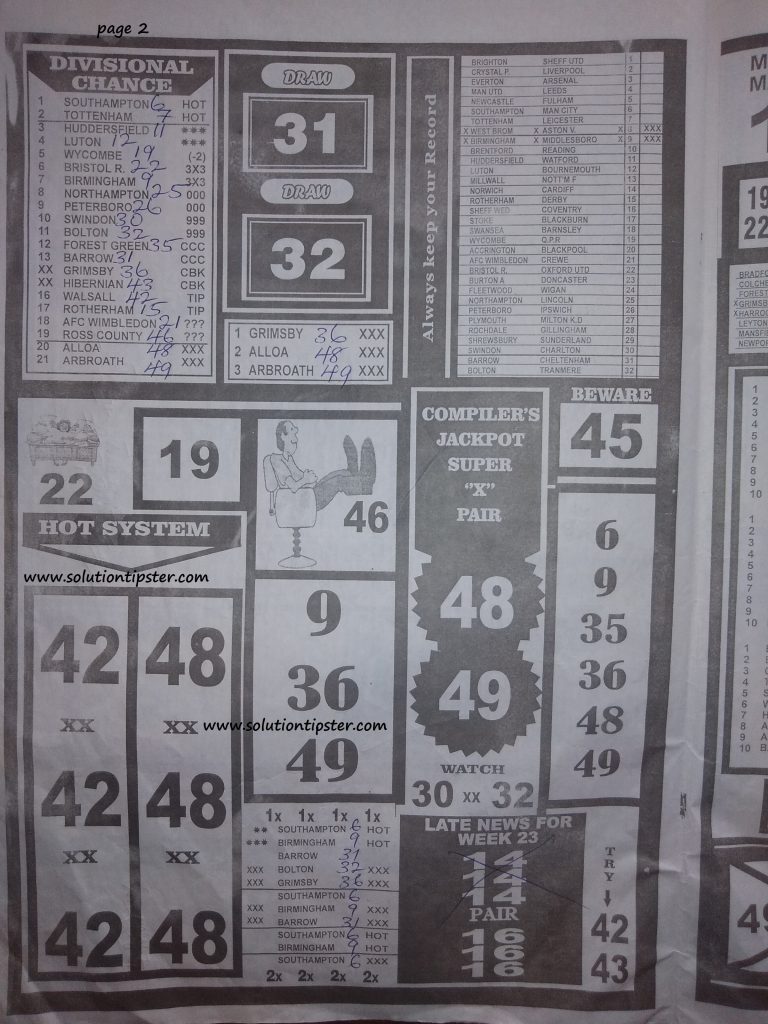 page 2
DIVISIONAL
CHANCE
1 SOUTHAMPTON 6 HOT
2 TOTTENHAM 7 HOT
3 HUDDERSFIELD 11 ***
4 LUTON 12 ***
5 WYCOMBE 19 (-2)
6 BRISTOL R. 22 3X3
7 BIRMINGHAM 9 3X3
8 NORTHAMPTON 25 000
9 PETERBORO 26 000
10 SWINDON 30 999
11 BOLTON 32 999
12 FOREST GREEN 35 CCC
13 BARROW 31 CCC
XX GRIMSBY 36 CBK
XX HIBERNIAN 43 CBK
16 WALSALL 42 TIP
17 ROTHERHAM 15 TIP
18 AFC WIMBLEDON 21 ???
19 ROSS COUNTY 46 ???
20 ALLOA 48 XXX
21 ARBROATH 49 XXX
DRAW
31
DRAW
32
1 GRIMSBY 36 XXX
2 ALLOA 48 XXX
3 ARBROATH 49 XXX
Always keep your Record
BRIGHTON SHEFF UTD 1
CRYSTAL P. LIVERPOOL 2
EVERTON ARSENAL 3
MAN UTD LEEDS 4
NEWCASTLE FULHAM 5
SOUTHAMPTON MAN CITY 6
TOTTENHAM LEICESTER 7
X WEST BROM X ASTON V. X 8 XXX
X BIRMINGHAM X MIDDLESBORO X 9 XXX
BRENTFORD READING 10
HUDDERSFIELD WATFORD 11
LUTON BOURNEMOUTH 12
MILLWALL NOTT'M F 13
NORWICH CARDIFF 14
ROTHERHAM DERBY 15
SHEFF WED COVENTRY 16
STOKE BLACKBURN 17
SWANSEA BARNSLEY 18
WYCOMBE Q.P.R 19
ACCRINGTON BLACKPOOL 20
AFC WIMBLEDON CREWE 21
BRISTOL R. OXFORD UTD 22
BURTON A DONCASTER 23
FLEETWOOD WIGAN 24
NORTHAMPTON LINCOLN 25
PETERBORO IPSWICH 26
PLYMOUTH MILTON K.D 27
ROCHDALE GILLINGHAM 28
SHREWSBURY SUNDERLAND 29
SWINDON CHARLTON 30
BARROW CHELTENHAM 31
BOLTON TRANMERE 32
22
19
46
COMPILER'S
JACKPOT
SUPER
"X"
PAIR
48
49
WATCH
30 XX 32
BEWARE
45
6
9
35
36
48
49
HOT SYSTEM
www.solutiontipster.com
42 48
XX XX
42 48
XX XX
42 48
9
36
www.solutiontipster.com
49
1x 1x 1x 1x
** SOUTHAMPTON 6 HOT
*** BIRMINGHAM 9 HOT
BARROW 31
XXX BOLTON 32 XXX
XXX GRIMSBY 36 XXX
SOUTHAMPTON 6
XXX BIRMINGHAM 9 XXX
XXX BARROW 31 XXX
SOUTHAMPTON 6 HOT
BIRMINGHAM 9 HOT
SOUTHAMPTON 6 XXX
2x 2x 2x 2x
LATE NEWS FOR
WEEK 23
14
14
14
PAIR
16
16
16
TRY
42
43
19
22